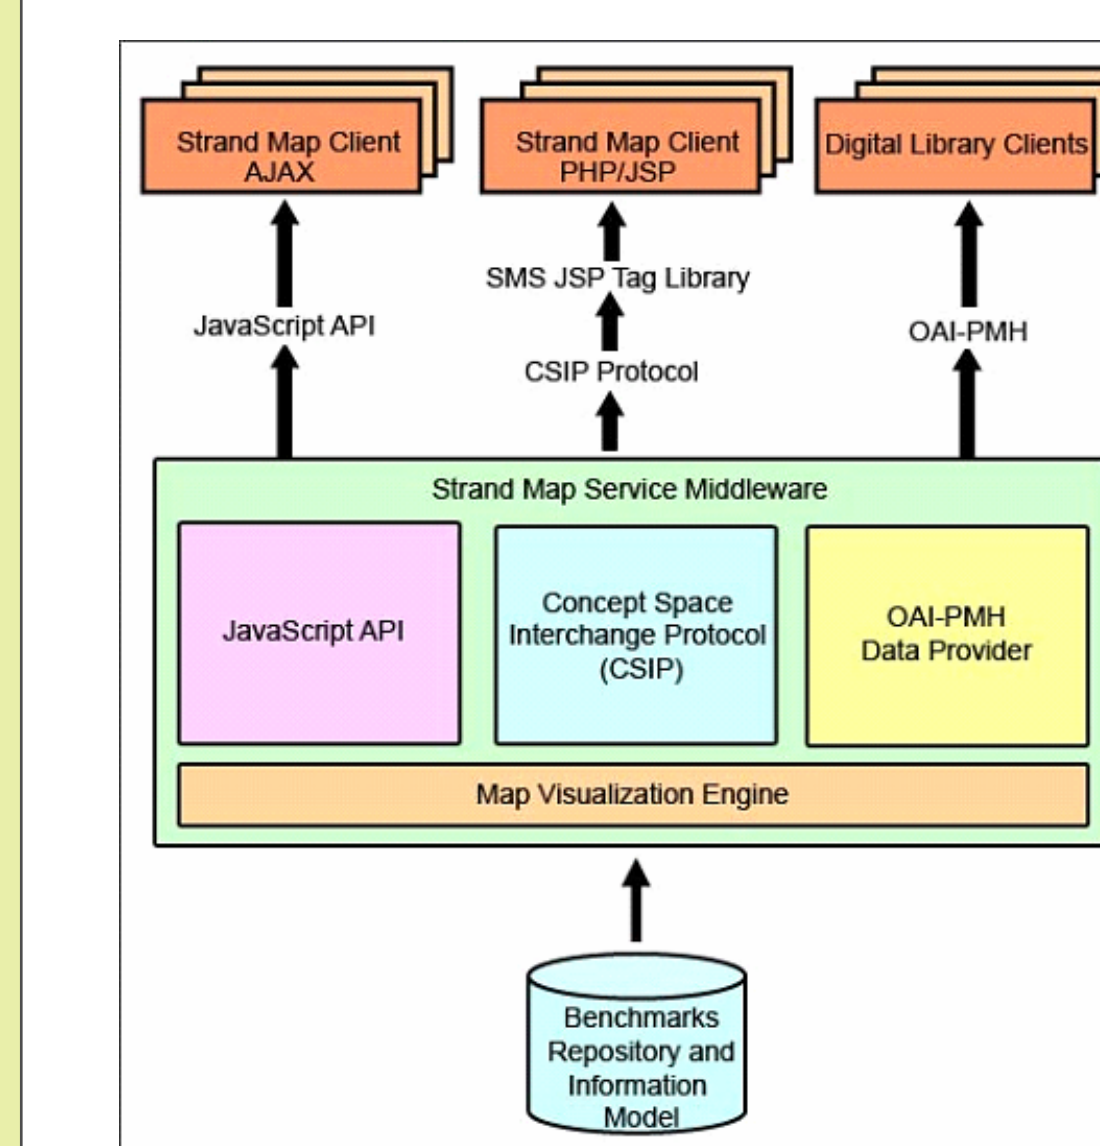 Strand Map Client
AJAX
Strand Map Client
PHP/JSP
Digital Library Clients
SMS JSP Tag Library
JavaScript API
OAI-PMH
CSIP Protocol
Strand Map Service Middleware
JavaScript API
Concept Space
Interchange Protocol
(CSIP)
OAI-PMH
Data Provider
Map Visualization Engine
Benchmarks
Repository and
Information
Model